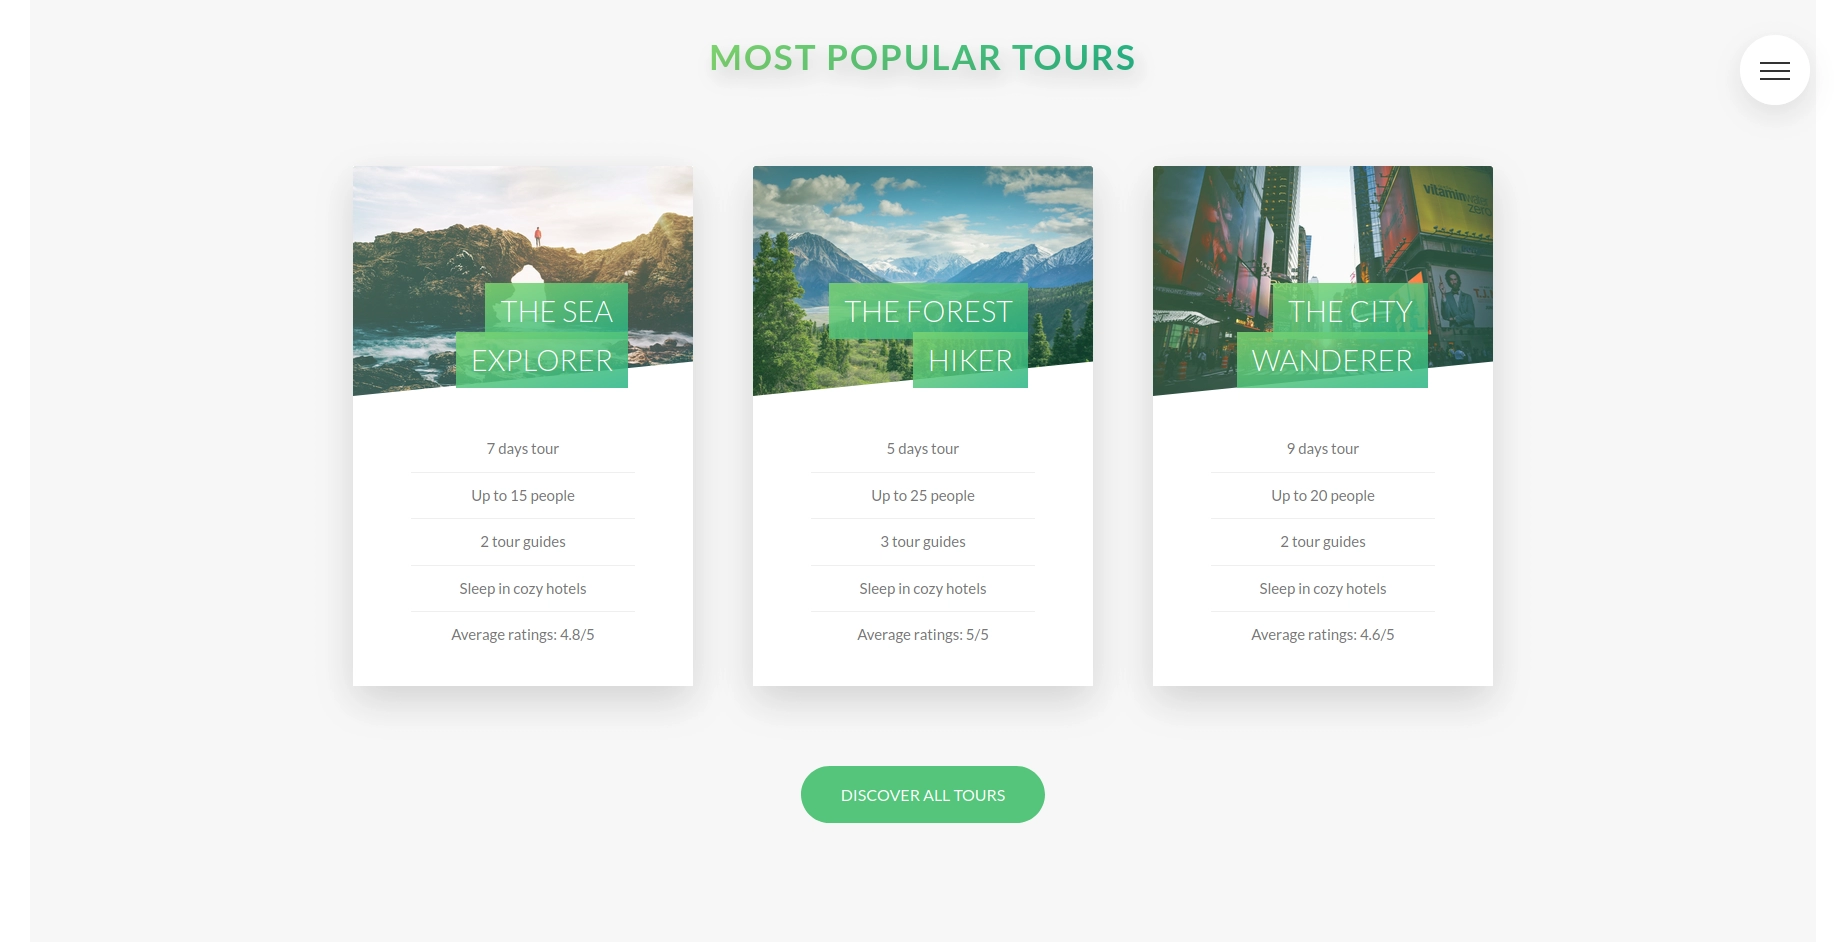 MOST POPULAR TOURS
THE SEA
EXPLORER
7 days tour
Up to 15 people
2 tour guides
Sleep in cozy hotels
Average ratings: 4.8/5
THE FOREST
HIKER
5 days tour
Up to 25 people
3 tour guides
Sleep in cozy hotels
Average ratings: 5/5
vitaminwater
zero
THE CITY
WANDERER
9 days tour
Up to 20 people
2 tour guides
Sleep in cozy hotels
Average ratings: 4.6/5
DISCOVER ALL TOURS